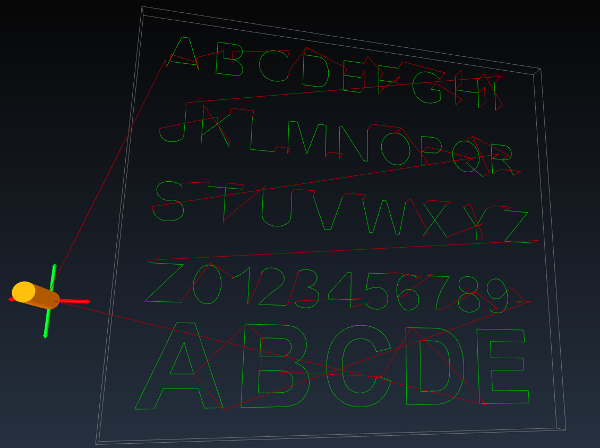 ABCDEFGHI
JKLMNOPQR
STUVWXYZ
Z0123456789
ABCDE